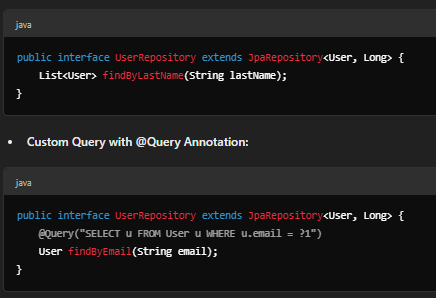 java
public interface UserRepository extends JpaRepository<User, Long> {
    List<User> findByLastName(String lastName);
}
• Custom Query with @Query Annotation:
java
public interface UserRepository extends JpaRepository<User, Long> {
    @Query("SELECT u FROM User u WHERE u.email = ?1")
    User findByEmail(String email);
}